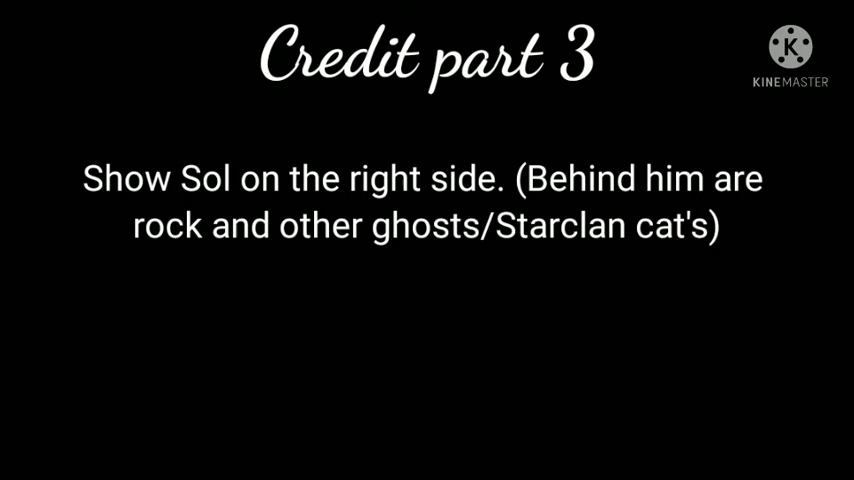 Credit part 3
KINEMASTER
Show Sol on the right side. (Behind him are
rock and other ghosts/Starclan cat's)